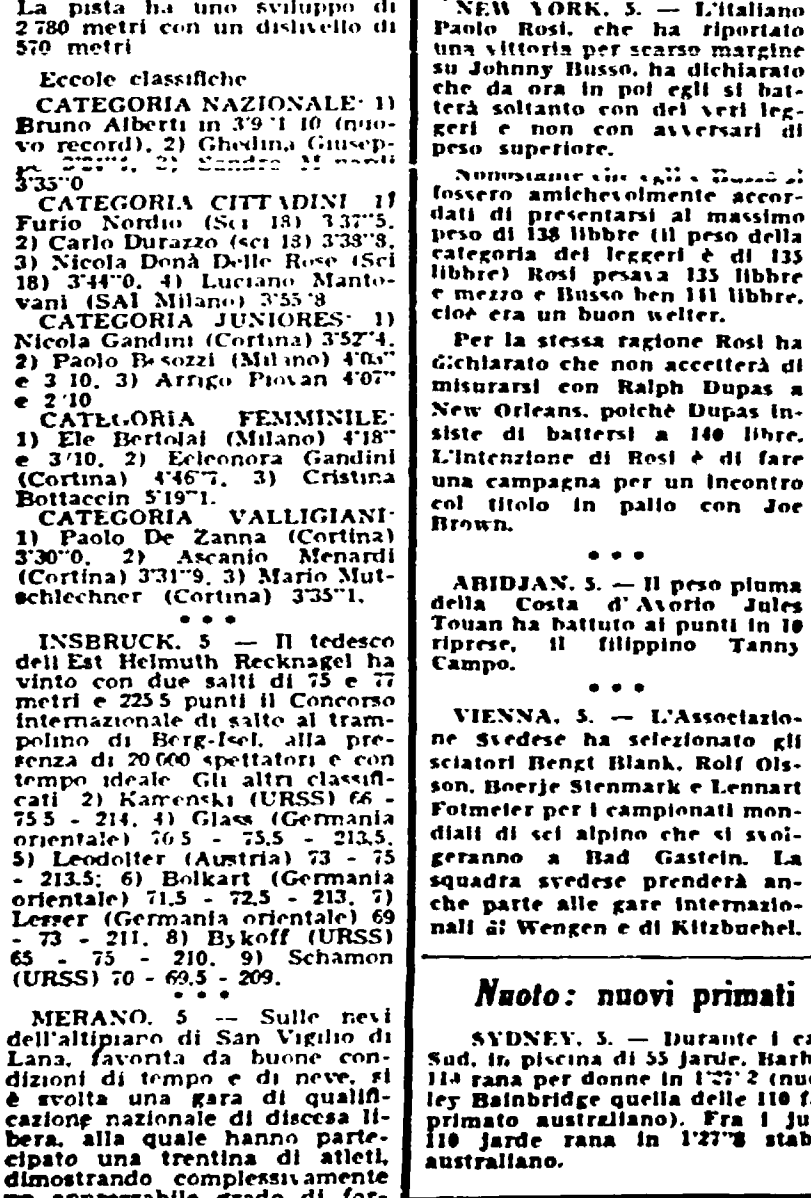 La pista ha uno sviluppo di
2 780 metri con un dislivello di
570 metri
Eccole classifiche
CATEGORIA NAZIONALE: 1)
Bruno Alberti in 3'9"1 10 (nuo-
vo record), 2) Ghedina Giusep-
pe 3) Sandro
3'35"0
CATEGORIA CITTADINI 1)
Furio Nordio (Sci 18) 3 37"5.
2) Carlo Durazzo (sci 18) 3'38"8,
3) Nicola Donà Delle Rose (Sci
18) 3'44"0. 4) Luciano Manto-
vani (SAI Milano) 3'55"8
CATEGORIA JUNIORES: 1)
Nicola Gandini (Cortina) 3'52"4.
2) Paolo Besozzi (Milano) 4'03"
e 3 10. 3) Arrigo Piovan 4'07"
e 2'10
CATEGORIA FEMMINILE:
1) Ele Bertolai (Milano) 4'18"
e 3/10. 2) Ecleonora Gandini
(Cortina) 4'46"7. 3) Cristina
Bottaccin 5'19"1.
CATEGORIA VALLIGIANI:
1) Paolo De Zanna (Cortina)
3'30"0. 2) Ascanio Menardi
(Cortina) 3'31"9. 3) Mario Mut-
schlechner (Cortina) 3'35"1.
• • •
INSBRUCK. 5 — Il tedesco
dell Est Helmuth Recknagel ha
vinto con due salti di 75 e 77
metri e 225 5 punti il Concorso
internazionale di salto al tram-
polino di Berg-Isel, alla pre-
senza di 20 000 spettatori e con
tempo ideale Gli altri classifi-
cati 2) Kamenski (URSS) 66 -
75 5 - 214, 4) Glass (Germania
orientale) 70 5 - 75.5 - 213.5.
5) Leodolter (Austria) 73 - 75
- 213.5; 6) Bolkart (Germania
orientale) 71.5 - 72.5 - 213. 7)
Lesser (Germania orientale) 69
- 73 - 211. 8) Bykoff (URSS)
65 - 75 - 210. 9) Schamon
(URSS) 70 - 69.5 - 209.
• • •
MERANO. 5 -- Sulle nevi
dell'altipiano di San Vigilio di
Lana, favorita da buone con-
dizioni di tempo e di neve, si
è svolta una gara di qualifi-
cazione nazionale di discesa li-
bera, alla quale hanno parte-
cipato una trentina di atleti,
dimostrando complessivamente
un apprezzabile grado di for-
NEW YORK, 5. — L'italiano
Paolo Rosi, che ha riportato
una vittoria per scarso margine
su Johnny Busso, ha dichiarato
che da ora in poi egli si bat-
terà soltanto con dei veri leg-
geri e non con avversari di
peso superiore.
Nonostante che egli e Busso si
fossero amichevolmente accor-
dati di presentarsi al massimo
peso di 138 libbre (il peso della
categoria dei leggeri è di 135
libbre) Rosi pesava 135 libbre
e mezzo e Busso ben 141 libbre,
cioè era un buon welter.
Per la stessa ragione Rosi ha
dichiarato che non accetterà di
misurarsi con Ralph Dupas a
New Orleans, poichè Dupas in-
siste di battersi a 140 libre.
L'intenzione di Rosi è di fare
una campagna per un incontro
col titolo in palio con Joe
Brown.
• • •
ABIDJAN, 5. — Il peso piuma
della Costa d'Avorio Jules
Touan ha battuto ai punti in 10
riprese, il filippino Tanny
Campo.
• • •
VIENNA, 5. — L'Associazio-
ne Svedese ha selezionato gli
sciatori Bengt Blank, Rolf Ols-
son, Boerje Stenmark e Lennart
Fotmeier per i campionati mon-
diali di sci alpino che si svol-
geranno a Bad Gastein. La
squadra svedese prenderà an-
che parte alle gare internazio-
nali di Wengen e di Kitzbuehel.
Nuoto: nuovi primati
SYDNEY, 5. — Durante i ca
Sud, in piscina di 55 jarde, Barb
110 rana per donne in 1'27"2 (nuo
ley Bainbridge quella delle 110 f
primato australiano). Fra i ju
110 jarde rana in 1'27"8 stab
australiano.